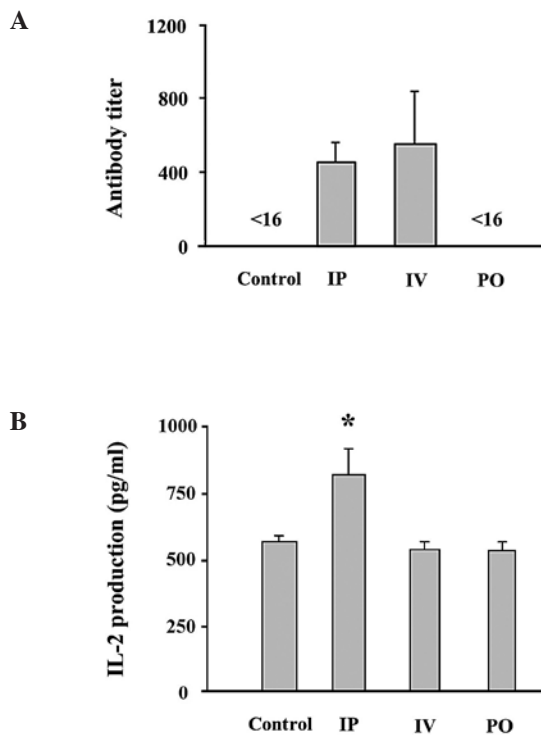 A
Antibody titer
1200
800
400
0
<16
<16
Control IP IV PO
B
IL-2 production (pg/ml)
1000
750
500
250
0
*
Control IP IV PO